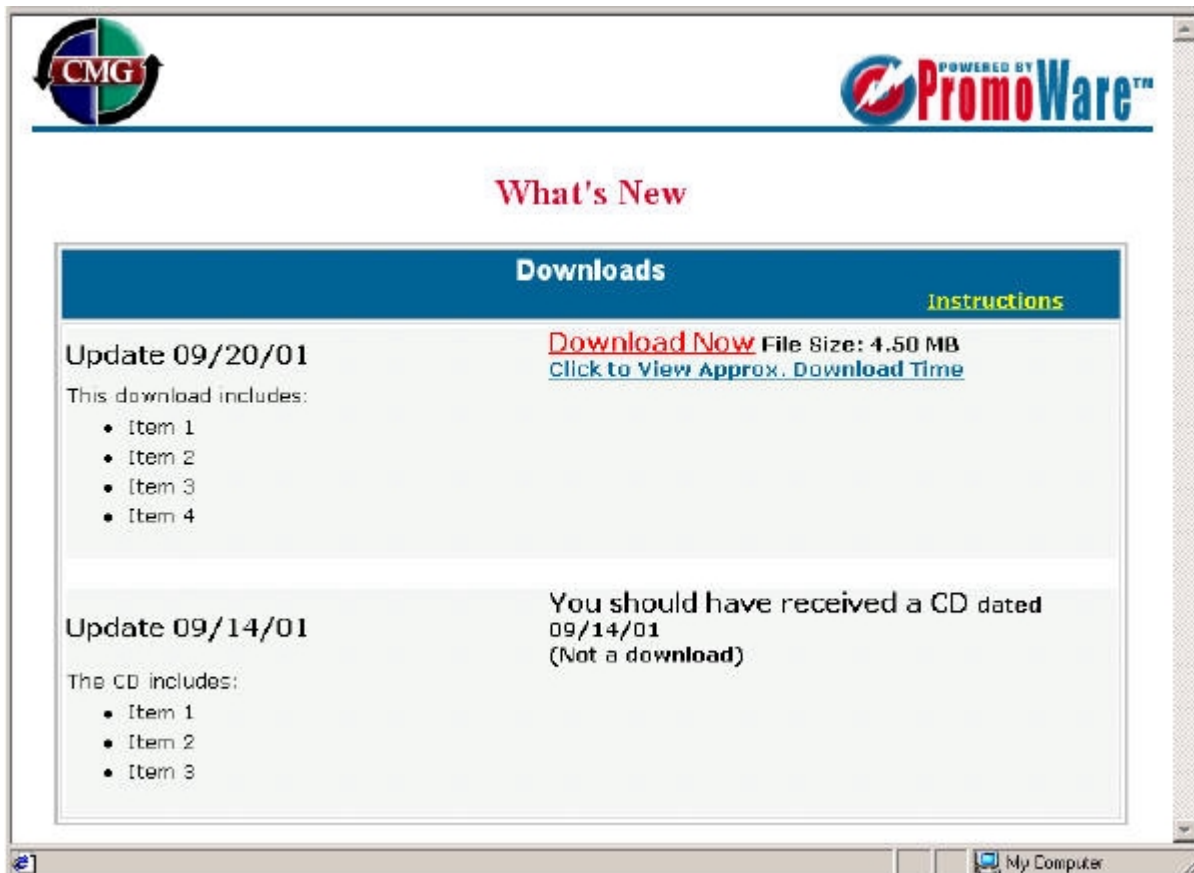 CMG
POWERED BY
PromoWare™
What's New
Downloads
Instructions
Update 09/20/01
Download Now File Size: 4.50 MB
Click to View Approx. Download Time
This download includes:
• Item 1
• Item 2
• Item 3
• Item 4
Update 09/14/01
You should have received a CD dated
09/14/01
(Not a download)
The CD includes:
• Item 1
• Item 2
• Item 3
My Computer